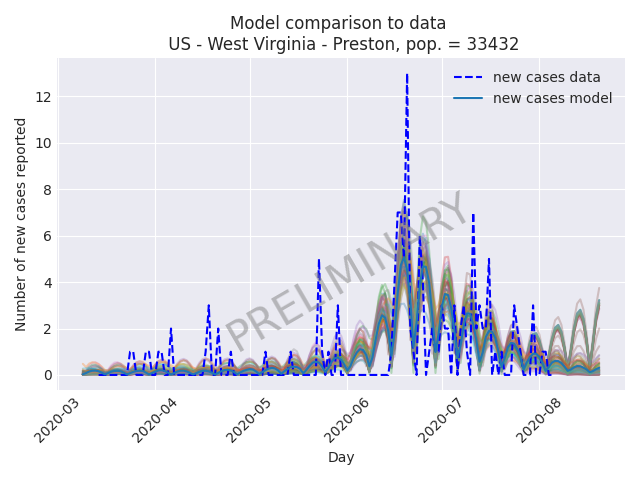 Model comparison to data
US - West Virginia - Preston, pop. = 33432
new cases data
new cases model
PRELIMINARY
Number of new cases reported
12
10
8
6
4
2
0
2020-03
2020-04
2020-05
2020-06
2020-07
2020-08
Day